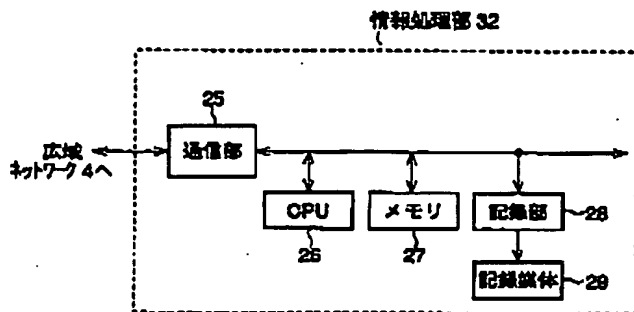 情報処理部 32
25
通信部
広域
ネットワーク 4へ
CPU
メモリ
記録部
28
26
27
記録媒体
29